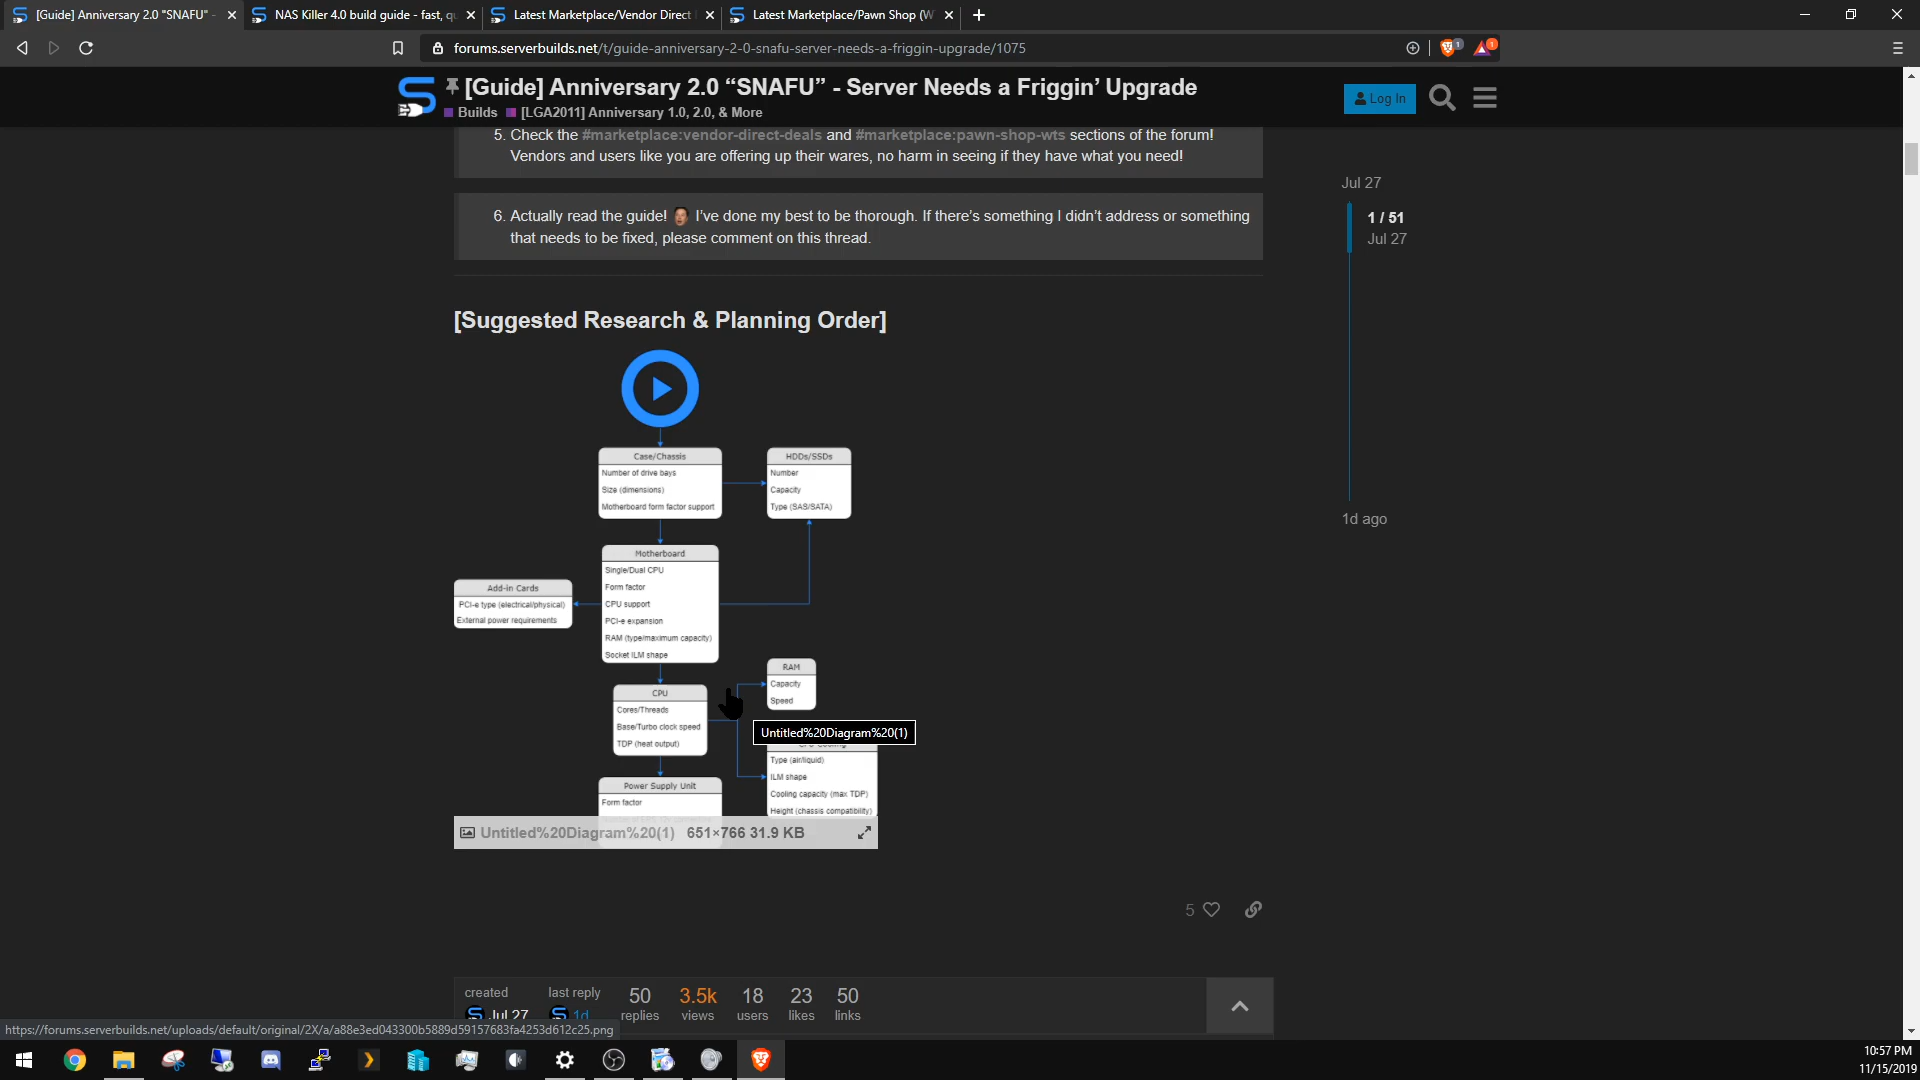 [Guide] Anniversary 2.0 "SNAFU" -
NAS Killer 4.0 build guide - fast, qu
Latest Marketplace/Vendor Direct
Latest Marketplace/Pawn Shop (W
forums.serverbuilds.net/t/guide-anniversary-2-0-snafu-server-needs-a-friggin-upgrade/1075
1
1
[Guide] Anniversary 2.0 “SNAFU” - Server Needs a Friggin’ Upgrade
Builds [LGA2011] Anniversary 1.0, 2.0, & More
Log In
5. Check the #marketplace:vendor-direct-deals and #marketplace:pawn-shop-wts sections of the forum!
Vendors and users like you are offering up their wares, no harm in seeing if they have what you need!
6. Actually read the guide! I’ve done my best to be thorough. If there’s something I didn’t address or something
that needs to be fixed, please comment on this thread.
Jul 27
1 / 51
Jul 27
1d ago
[Suggested Research & Planning Order]
Case/Chassis
Number of drive bays
Size (dimensions)
Motherboard form factor support
HDDs/SSDs
Number
Capacity
Type (SAS/SATA)
Motherboard
Single/Dual CPU
Form factor
CPU support
PCI-e expansion
RAM (type/maximum capacity)
Socket ILM shape
Add-in Cards
PCI-e type (electrical/physical)
External power requirements
RAM
Capacity
Speed
CPU
Cores/Threads
Base/Turbo clock speed
TDP (heat output)
Untitled%20Diagram%20(1)
Type (air/liquid)
ILM shape
Cooling capacity (max TDP)
Height (chassis compatibility)
Power Supply Unit
Form factor
Untitled%20Diagram%20(1) 651×766 31.9 KB
5
created
Jul 27
last reply
1d
50
replies
3.5k
views
18
users
23
likes
50
links
https://forums.serverbuilds.net/uploads/default/original/2X/a/a88e3ed043300b5889d59157683fa4253d612c25.png
10:57 PM
11/15/2019